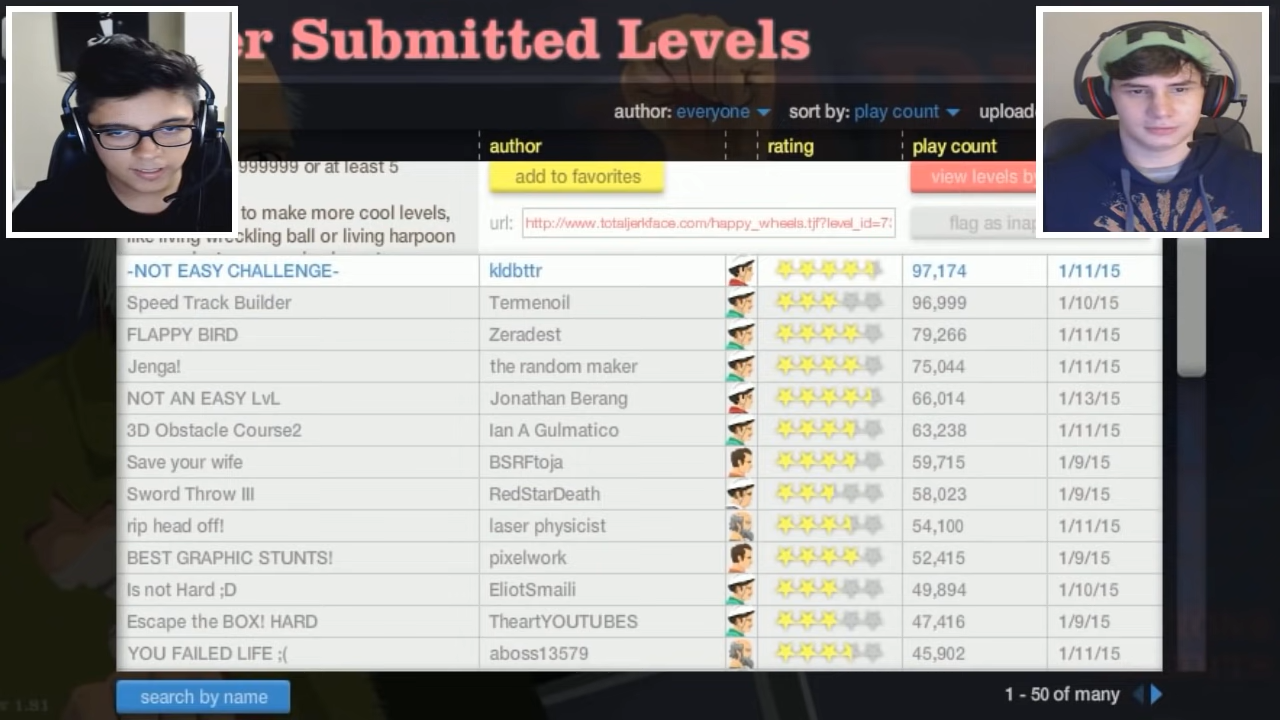 er Submitted Levels
author: everyone sort by: play count upload
author rating play count
999999 or at least 5
add to favorites view levels b
to make more cool levels,
url: http://www.totaljerkface.com/happy_wheels.tjf?level_id=7
flag as inap
like living wreckling ball or living harpoon
-NOT EASY CHALLENGE- kldbttr 97,174 1/11/15
Speed Track Builder Termenoil 96,999 1/10/15
FLAPPY BIRD Zeradest 79,266 1/11/15
Jenga! the random maker 75,044 1/11/15
NOT AN EASY LvL Jonathan Berang 66,014 1/13/15
3D Obstacle Course2 Ian A Gulmatico 63,238 1/11/15
Save your wife BSRFtoja 59,715 1/9/15
Sword Throw III RedStarDeath 58,023 1/9/15
rip head off! laser physicist 54,100 1/11/15
BEST GRAPHIC STUNTS! pixelwork 52,415 1/9/15
Is not Hard ;D EliotSmaili 49,894 1/10/15
Escape the BOX! HARD TheartYOUTUBES 47,416 1/9/15
YOU FAILED LIFE ;( aboss13579 45,902 1/11/15
search by name 1 - 50 of many